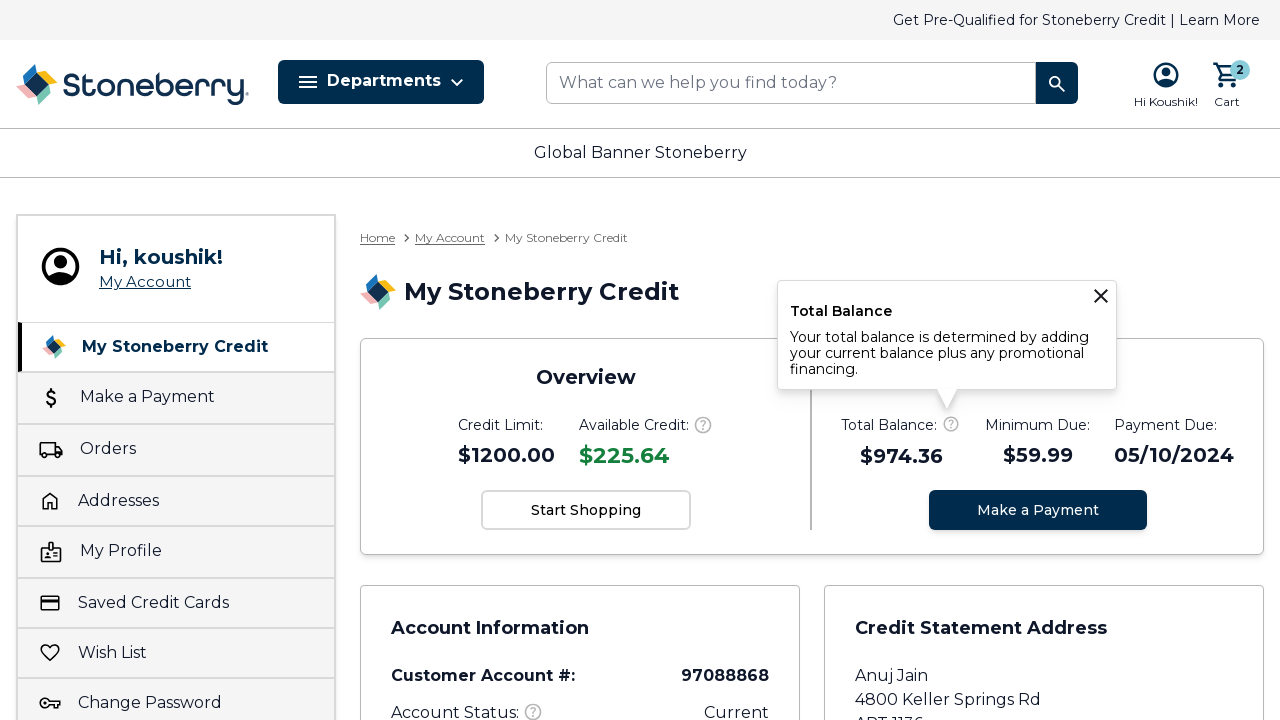 Get Pre-Qualified for Stoneberry Credit | Learn More
Stoneberry®
Departments
What can we help you find today?
Hi Koushik!
2
Cart
Global Banner Stoneberry
Hi, koushik!
My Account
My Stoneberry Credit
Make a Payment
Orders
Addresses
My Profile
Saved Credit Cards
Wish List
Change Password
Home > My Account > My Stoneberry Credit
My Stoneberry Credit
Total Balance
Your total balance is determined by adding
your current balance plus any promotional
financing.
Overview
Credit Limit: Available Credit: ?
$1200.00 $225.64
Start Shopping
Total Balance: ? Minimum Due: Payment Due:
$974.36 $59.99 05/10/2024
Make a Payment
Account Information
Customer Account #: 97088868
Account Status: ? Current
Credit Statement Address
Anuj Jain
4800 Keller Springs Rd
APT 1136